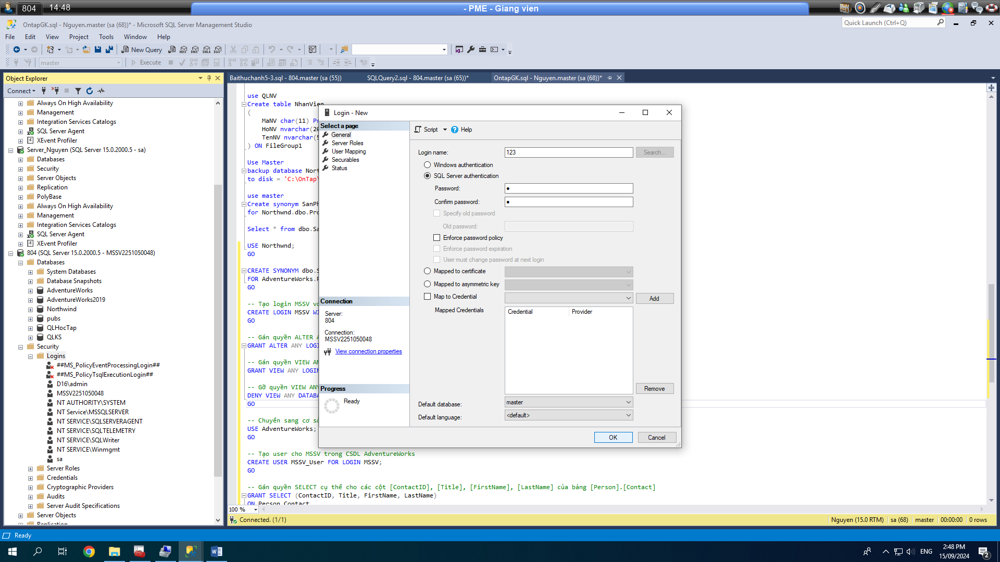 804
14:48
- PME - Giang vien
OntapGK.sql - Nguyen.master (sa (68))* - Microsoft SQL Server Management Studio
Quick Launch (Ctrl+Q)
File Edit View Project Tools Window Help
New Query
MDX DMX XMLA DAX
master
Execute
Object Explorer
Connect
Always On High Availability
Management
Integration Services Catalogs
SQL Server Agent
XEvent Profiler
Server_Nguyen (SQL Server 15.0.2000.5 - sa)
Databases
Security
Server Objects
Replication
PolyBase
Always On High Availability
Management
Integration Services Catalogs
SQL Server Agent
XEvent Profiler
804 (SQL Server 15.0.2000.5 - MSSV2251050048)
Databases
System Databases
Database Snapshots
AdventureWorks
AdventureWorks2019
Northwind
pubs
QLHocTap
QLKS
Security
Logins
##MS_PolicyEventProcessingLogin##
##MS_PolicyTsqlExecutionLogin##
D16\admin
MSSV2251050048
NT AUTHORITY\SYSTEM
NT Service\MSSQLSERVER
NT SERVICE\SQLSERVERAGENT
NT SERVICE\SQLTELEMETRY
NT SERVICE\SQLWriter
NT SERVICE\Winmgmt
sa
Server Roles
Credentials
Cryptographic Providers
Audits
Server Audit Specifications
Server Objects
Replication
Baithuchanh5-3.sql - 804.master (sa (55))
SQLQuery2.sql - 804.master (sa (65))*
OntapGK.sql - Nguyen.master (sa (68))*
use QLNV
Create table NhanVien
(
MaNV char(11) Pr
HoNV nvarchar(20
TenNV nvarchar(5
) ON FileGroup1
Use Master
backup database Nort
to disk = 'C:\OnTap\
use master
Create synonym SanPh
for Northwnd.dbo.Pro
Select * from dbo.Sa
USE Northwnd;
GO
CREATE SYNONYM dbo.S
FOR AdventureWorks.P
GO
-- Tạo login MSSV vớ
CREATE LOGIN MSSV WI
GO
-- Gán quyền ALTER A
GRANT ALTER ANY LOGI
-- Gán quyền VIEW AN
GRANT VIEW ANY LOGIN
-- Gỡ quyền VIEW ANY
DENY VIEW ANY DATABA
GO
-- Chuyển sang cơ sở
USE AdventureWorks;
GO
-- Tạo user cho MSSV trong CSDL AdventureWorks
CREATE USER MSSV_User FOR LOGIN MSSV;
GO
-- Gán quyền SELECT cụ thể cho các cột [ContactID], [Title], [FirstName], [LastName] của bảng [Person].[Contact]
GRANT SELECT (ContactID, Title, FirstName, LastName)
ON Person.Contact
Login - New
Select a page
General
Server Roles
User Mapping
Securables
Status
Connection
Server:
804
Connection:
MSSV2251050048
View connection properties
Progress
Ready
Script Help
Login name: 123 Search...
Windows authentication
SQL Server authentication
Password: ●
Confirm password: ●
Specify old password
Old password:
Enforce password policy
Enforce password expiration
User must change password at next login
Mapped to certificate
Mapped to asymmetric key
Map to Credential Add
Mapped Credentials
Credential Provider
Remove
Default database: master
Default language: <default>
OK Cancel
100 %
Connected. (1/1)
Nguyen (15.0 RTM) sa (68) master 00:00:00 0 rows
Ready
ENG
2:48 PM
15/09/2024
2